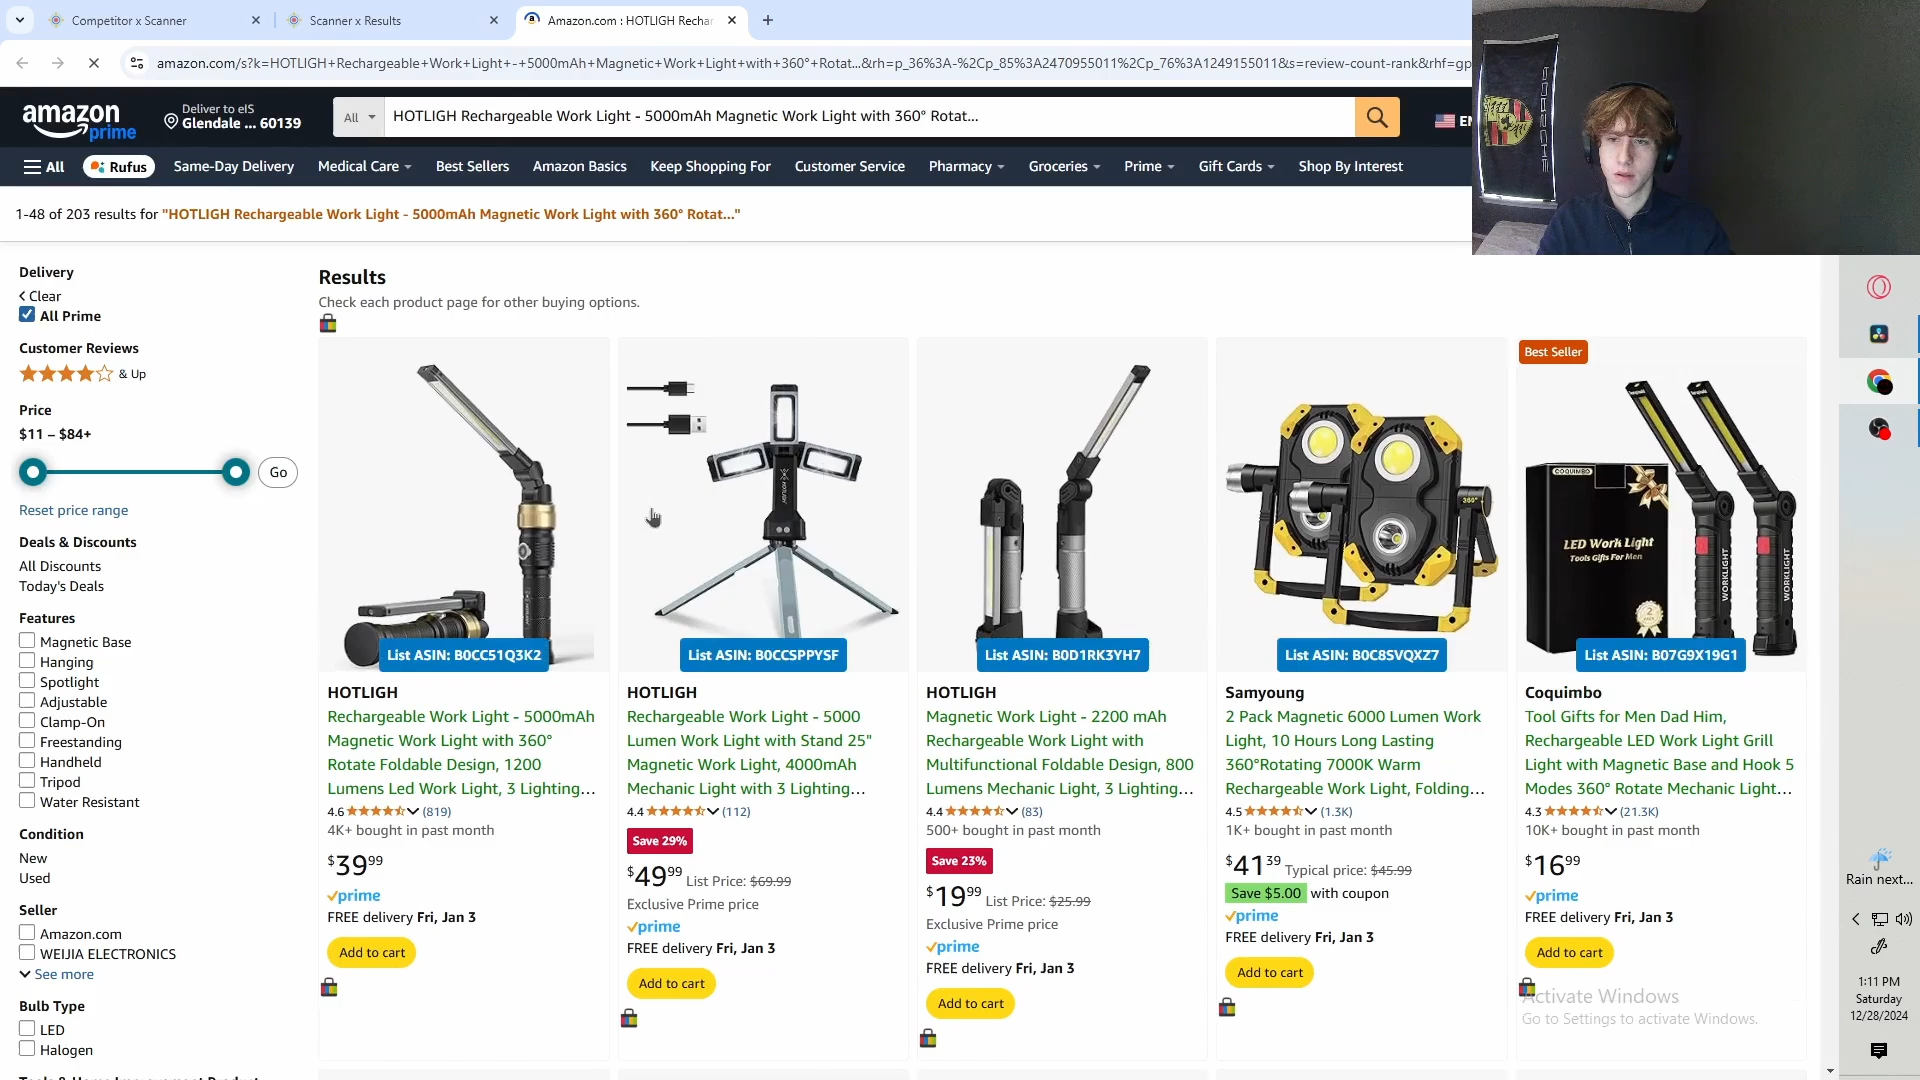 Competitor x Scanner
Scanner x Results
Amazon.com : HOTLIGH Rechar
amazon.com/s?k=HOTLIGH+Rechargeable+Work+Light+-+5000mAh+Magnetic+Work+Light+with+360°+Rotat...&rh=p_36%3A-%2Cp_85%3A2470955011%2Cp_76%3A1249155011&s=review-count-rank&rhf=gp
amazon
prime
Deliver to elS
Glendale ... 60139
All
HOTLIGH Rechargeable Work Light - 5000mAh Magnetic Work Light with 360° Rotat...
EN
All
Rufus
Same-Day Delivery
Medical Care
Best Sellers
Amazon Basics
Keep Shopping For
Customer Service
Pharmacy
Groceries
Prime
Gift Cards
Shop By Interest
1-48 of 203 results for "HOTLIGH Rechargeable Work Light - 5000mAh Magnetic Work Light with 360° Rotat..."
Delivery
Clear
All Prime
Customer Reviews
& Up
Price
$11 – $84+
Go
Reset price range
Deals & Discounts
All Discounts
Today's Deals
Features
Magnetic Base
Hanging
Spotlight
Adjustable
Clamp-On
Freestanding
Handheld
Tripod
Water Resistant
Condition
New
Used
Seller
Amazon.com
WEIJIA ELECTRONICS
See more
Bulb Type
LED
Halogen
Results
Check each product page for other buying options.
List ASIN: B0CC51Q3K2
HOTLIGH
Rechargeable Work Light - 5000mAh
Magnetic Work Light with 360°
Rotate Foldable Design, 1200
Lumens Led Work Light, 3 Lighting...
4.6 (819)
4K+ bought in past month
$39.99
prime
FREE delivery Fri, Jan 3
Add to cart
HOTLIGH
List ASIN: B0CCSPPYSF
HOTLIGH
Rechargeable Work Light - 5000
Lumen Work Light with Stand 25"
Magnetic Work Light, 4000mAh
Mechanic Light with 3 Lighting...
4.4 (112)
Save 29%
$49.99 List Price: $69.99
Exclusive Prime price
prime
FREE delivery Fri, Jan 3
Add to cart
List ASIN: B0D1RK3YH7
HOTLIGH
Magnetic Work Light - 2200 mAh
Rechargeable Work Light with
Multifunctional Foldable Design, 800
Lumens Mechanic Light, 3 Lighting...
4.4 (83)
500+ bought in past month
Save 23%
$19.99 List Price: $25.99
Exclusive Prime price
prime
FREE delivery Fri, Jan 3
Add to cart
360°
List ASIN: B0C8SVQXZ7
Samyoung
2 Pack Magnetic 6000 Lumen Work
Light, 10 Hours Long Lasting
360°Rotating 7000K Warm
Rechargeable Work Light, Folding...
4.5 (1.3K)
1K+ bought in past month
$41.39 Typical price: $45.99
Save $5.00 with coupon
prime
FREE delivery Fri, Jan 3
Add to cart
Best Seller
COQUIMBO
LED Work Light
Tools Gifts For Men
WORKLIGHT
WORKLIGHT
List ASIN: B07G9X19G1
Coquimbo
Tool Gifts for Men Dad Him,
Rechargeable LED Work Light Grill
Light with Magnetic Base and Hook 5
Modes 360° Rotate Mechanic Light...
4.3 (21.3K)
10K+ bought in past month
$16.99
prime
FREE delivery Fri, Jan 3
Add to cart
Activate Windows
Go to Settings to activate Windows.
PORSCHE
Rain next...
1:11 PM
Saturday
12/28/2024